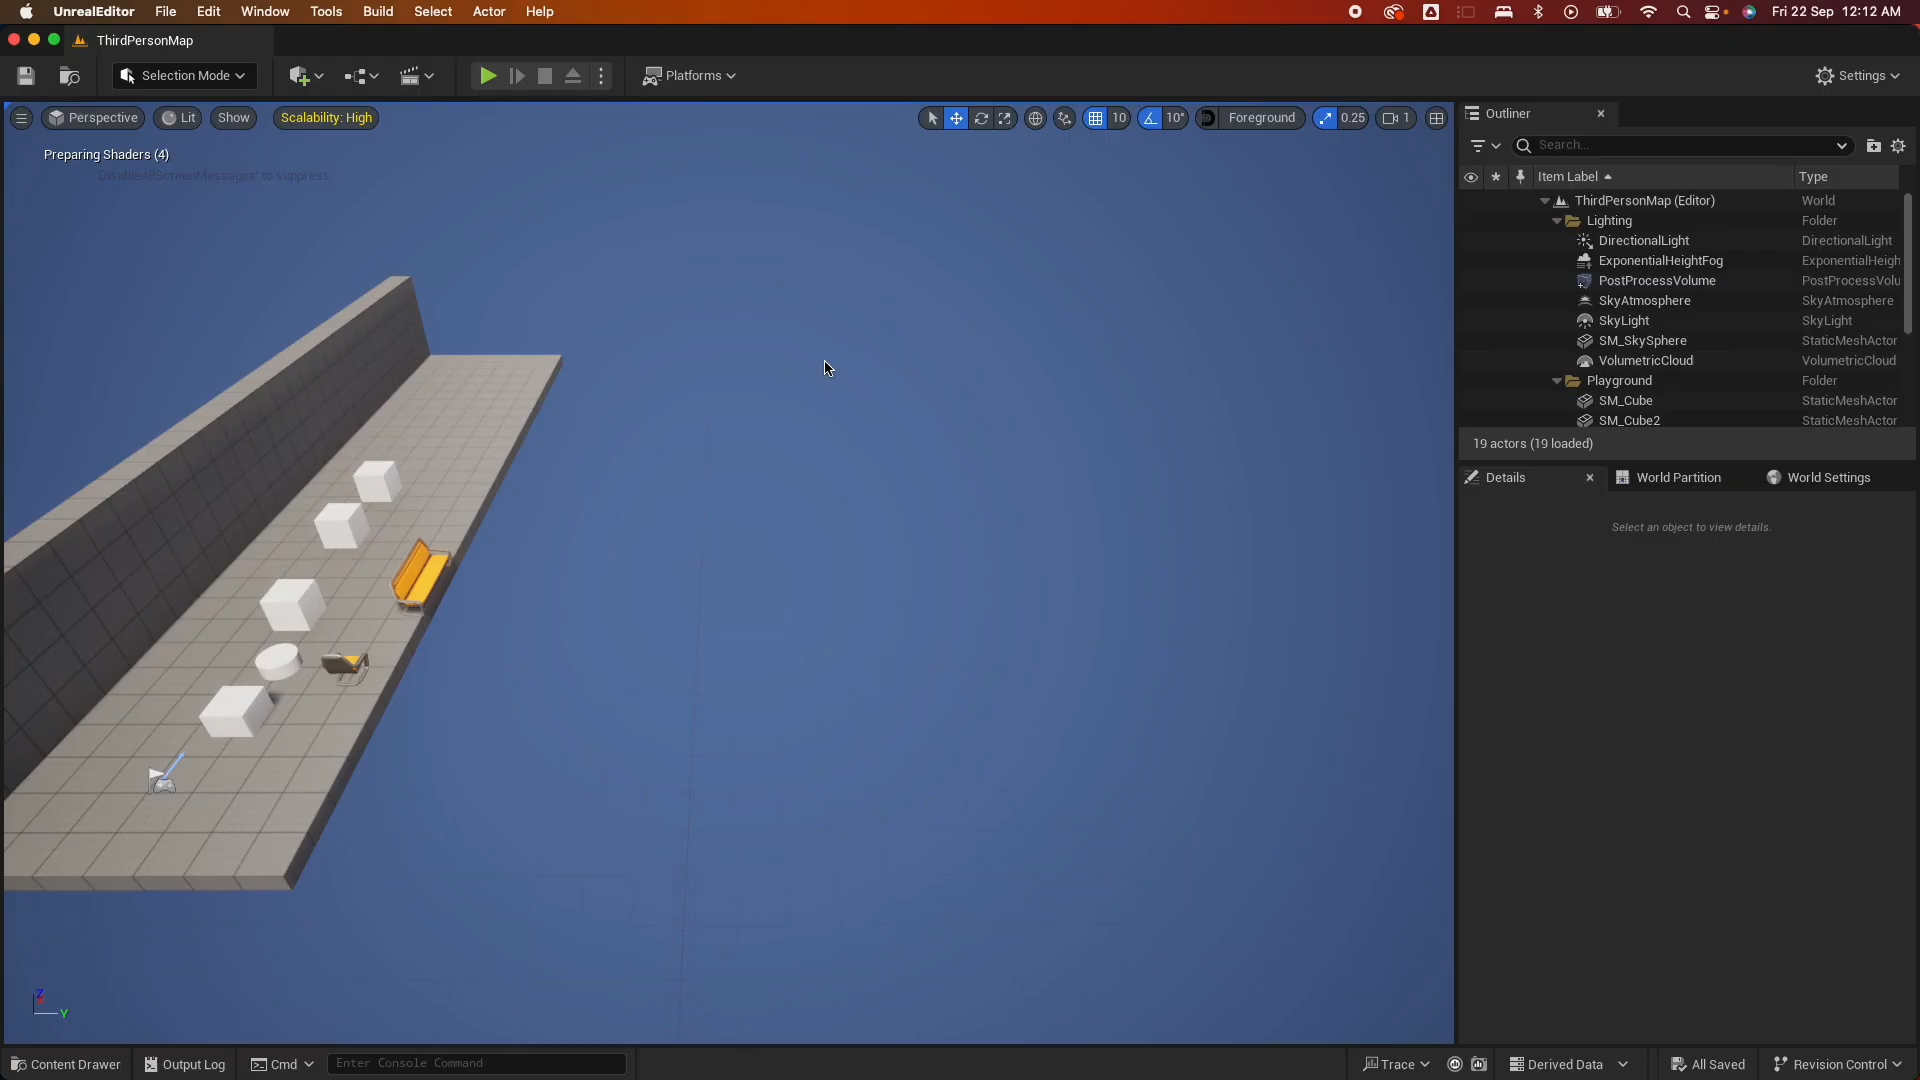 UnrealEditor File Edit Window Tools Build Select Actor Help Fri 22 Sep 12:12 AM
ThirdPersonMap
Selection Mode Platforms Settings
Perspective Lit Show Scalability: High 10 10° Foreground 0.25 1
Preparing Shaders (4)
DisableAllScreenMessages' to suppress
Outliner
Search...
Item Label Type
ThirdPersonMap (Editor) World
Lighting Folder
DirectionalLight DirectionalLight
ExponentialHeightFog ExponentialHeigh
PostProcessVolume PostProcessVolu
SkyAtmosphere SkyAtmosphere
SkyLight SkyLight
SM_SkySphere StaticMeshActor
VolumetricCloud VolumetricCloud
Playground Folder
SM_Cube StaticMeshActor
SM_Cube2 StaticMeshActor
19 actors (19 loaded)
Details World Partition World Settings
Select an object to view details.
Z
Y
Content Drawer Output Log Cmd Enter Console Command Trace Derived Data All Saved Revision Control